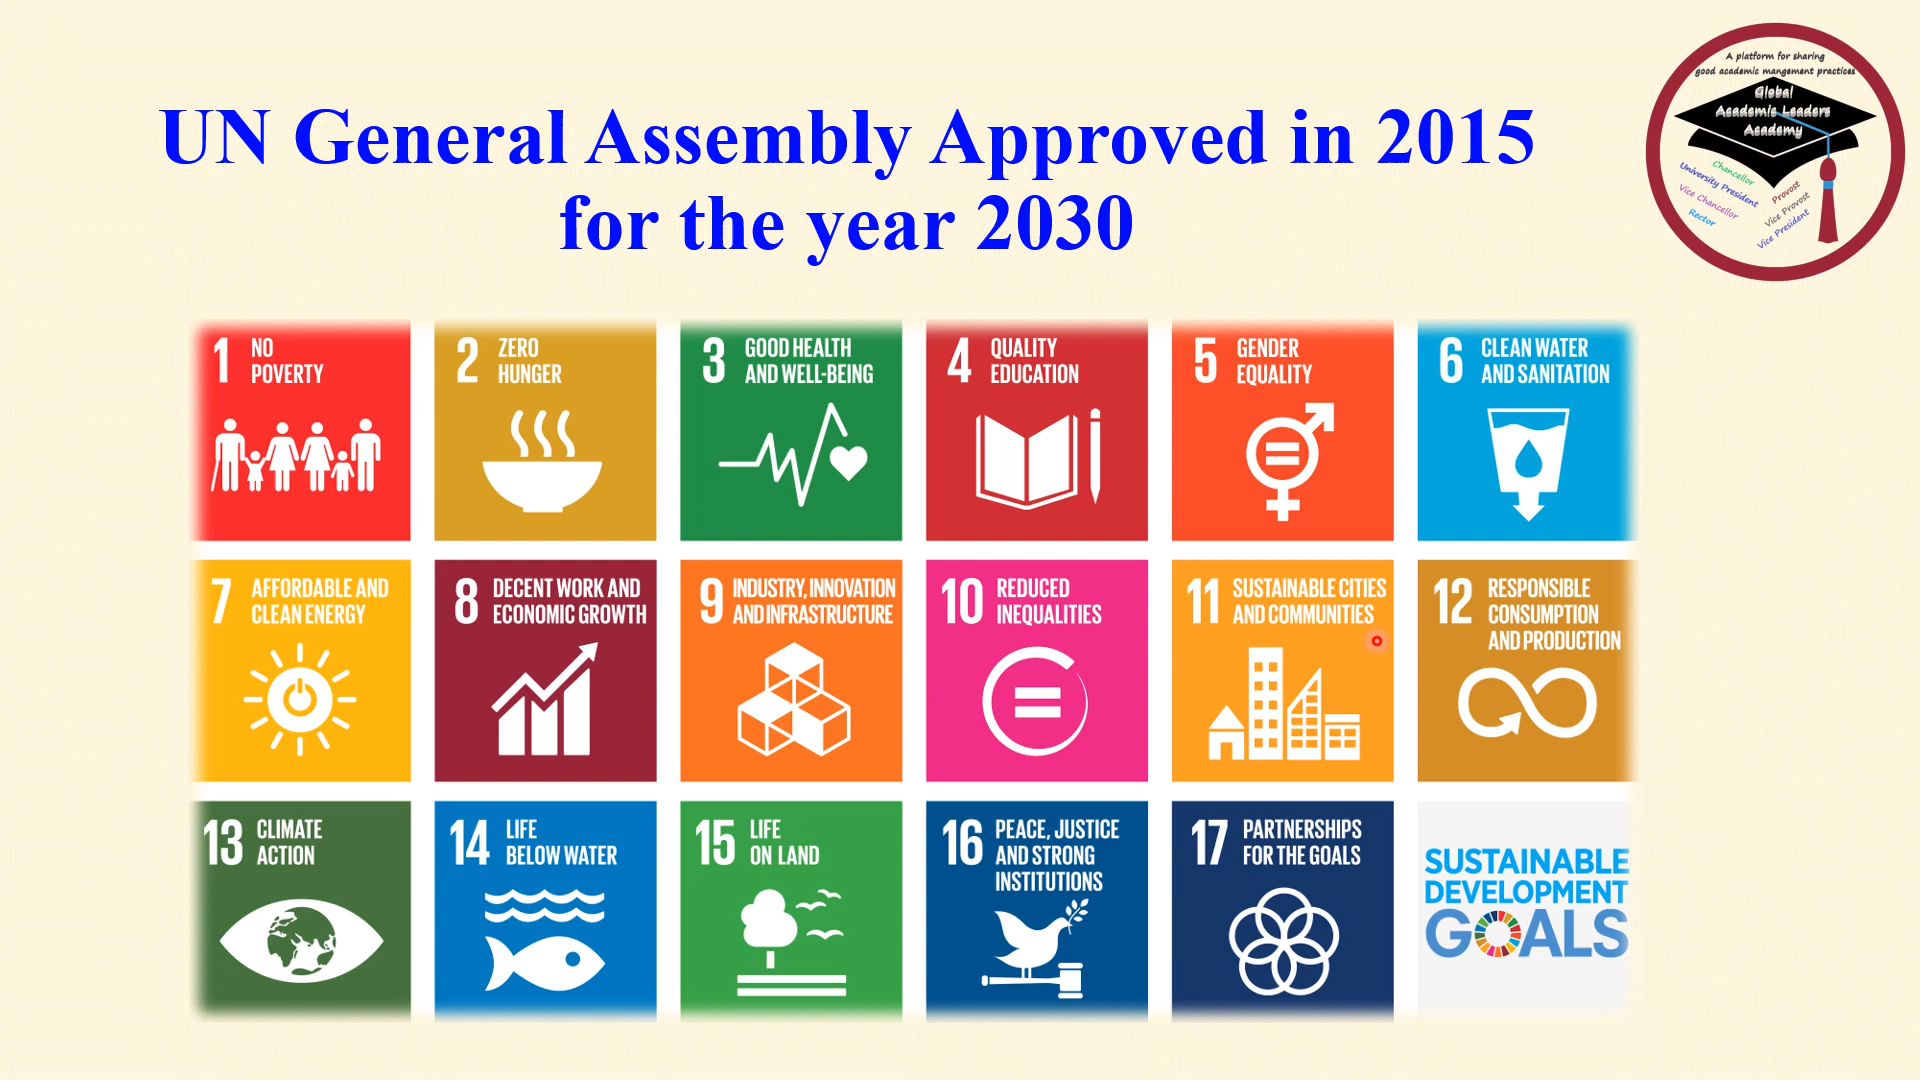 UN General Assembly Approved in 2015
for the year 2030
A platform for sharing
good academic mangement practices
Global
Academic Leaders
Academy
Chancellor
University President
Vice Chancellor
Rector
Provost
Vice Provost
Vice President
1 NO
POVERTY
2 ZERO
HUNGER
3 GOOD HEALTH
AND WELL-BEING
4 QUALITY
EDUCATION
5 GENDER
EQUALITY
6 CLEAN WATER
AND SANITATION
7 AFFORDABLE AND
CLEAN ENERGY
8 DECENT WORK AND
ECONOMIC GROWTH
9 INDUSTRY, INNOVATION
AND INFRASTRUCTURE
10 REDUCED
INEQUALITIES
11 SUSTAINABLE CITIES
AND COMMUNITIES
12 RESPONSIBLE
CONSUMPTION
AND PRODUCTION
13 CLIMATE
ACTION
14 LIFE
BELOW WATER
15 LIFE
ON LAND
16 PEACE, JUSTICE
AND STRONG
INSTITUTIONS
17 PARTNERSHIPS
FOR THE GOALS
SUSTAINABLE
DEVELOPMENT
GOALS